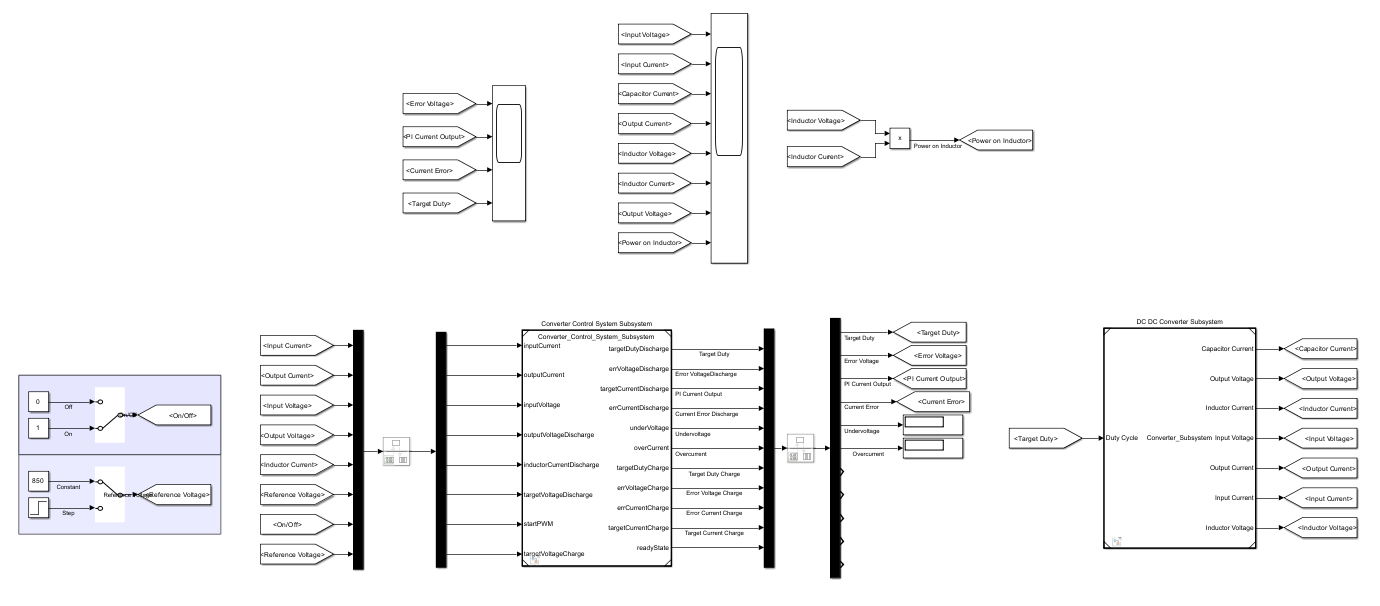 <Input Voltage>
<Input Current>
<Capacitor Current>
<Output Current>
<Inductor Voltage>
<Inductor Current>
<Output Voltage>
<Power on Inductor>
<Error Voltage>
<PI Current Output>
<Current Error>
<Target Duty>
<Inductor Voltage>
<Inductor Current>
x
Power on Inductor
<Power on Inductor>
0
Off
1
On
<On/Off>
850
Constant
Step
Reference Voltage>
<Input Current>
<Output Current>
<Input Voltage>
<Output Voltage>
<Inductor Current>
<Reference Voltage>
<On/Off>
<Reference Voltage>
Converter Control System Subsystem
Converter_Control_System_Subsystem
inputCurrent
outputCurrent
inputVoltage
outputVoltageDischarge
inductorCurrentDischarge
targetVoltageDischarge
startPWM
targetVoltageCharge
targetDutyDischarge
errVoltageDischarge
targetCurrentDischarge
errCurrentDischarge
underVoltage
overCurrent
targetDutyCharge
errVoltageCharge
errCurrentCharge
targetCurrentCharge
readyState
Target Duty
Error VoltageDischarge
PI Current Output
Current Error Discharge
Undervoltage
Overcurrent
Target Duty Charge
Error Voltage Charge
Error Current Charge
Target Current Charge
Target Duty
<Target Duty>
Error Voltage
<Error Voltage>
PI Current Output
<PI Current Output>
Current Error
<Current Error>
Undervoltage
Overcurrent
DC DC Converter Subsystem
<Target Duty>
Duty Cycle
Converter_Subsystem
Capacitor Current
Output Voltage
Inductor Current
Input Voltage
Output Current
Input Current
Inductor Voltage
<Capacitor Current>
<Output Voltage>
<Inductor Current>
<Input Voltage>
<Output Current>
<Input Current>
<Inductor Voltage>